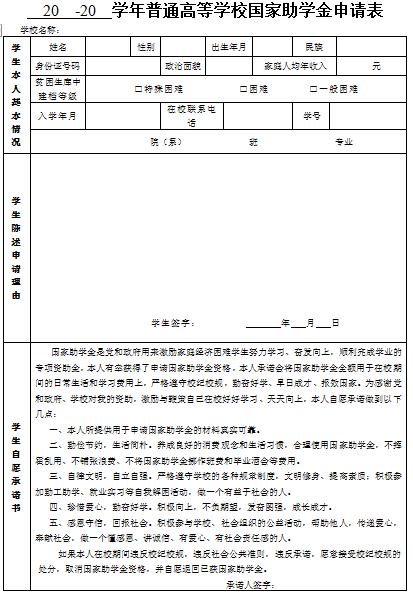 20 -20 学年普通高等学校国家助学金申请表
学校名称:
学生本人基本情况
姓名 性别 出生年月 民族
身份证号码 政治面貌 家庭人均年收入 元
贫困生库中建档等级 □特殊困难 □困难 □一般困难
入学年月 在校联系电话 学号
院（系） 班 专业
学生陈述申请理由
学生签字： 年 月 日
学生自愿承诺书
国家助学金是党和政府用来激励家庭经济困难学生努力学习、奋发向上，顺利完成学业的
专项资助金，本人有幸获得了申请国家助学金资格，本人承诺会将国家助学金全额用于在校期
间的日常生活和学习费用上，严格遵守校纪校规，勤奋好学、早日成才、报效国家。为感谢党
和政府、学校对我的资助，激励与鞭策自己在校好好学习、天天向上，本人自愿承诺做到以下
几点：
一、本人所提供用于申请国家助学金的材料真实可靠。
二、勤俭节约，生活简朴。养成良好的消费观念和生活习惯，合理使用国家助学金，不挥
霍乱用、不铺张浪费、不将国家助学金挪作班费和毕业酒会等费用。
三、自律文明，自立自强。严格遵守学校的各种规章制度，文明修身、提高素质；积极参
加勤工助学、就业实习等自我解困活动，做一个有益于社会的人。
四、珍惜爱心，勤奋好学。积极向上，不负期望，发奋图强，成长成才。
五、感恩守信，回报社会。积极参与学校、社会组织的公益活动，帮助他人，传递爱心，
奉献社会，做一个懂感恩、讲诚信、有爱心、有社会责任感的人。
如果本人在校期间违反校纪校规，违反社会公共准则，违反承诺，愿意接受校纪校规的
处分，取消国家助学金资格，并自愿退回已获国家助学金。
承诺人签字：